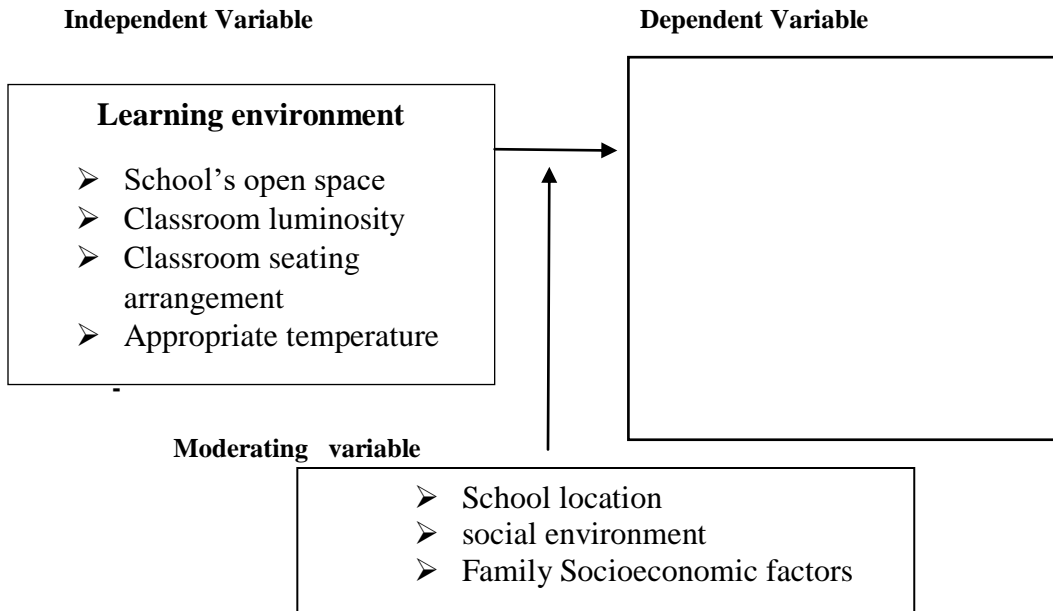 Independent Variable
Dependent Variable
Learning environment
➢ School’s open space
➢ Classroom luminosity
➢ Classroom seating
arrangement
➢ Appropriate temperature
-
Moderating variable
➢ School location
➢ social environment
➢ Family Socioeconomic factors